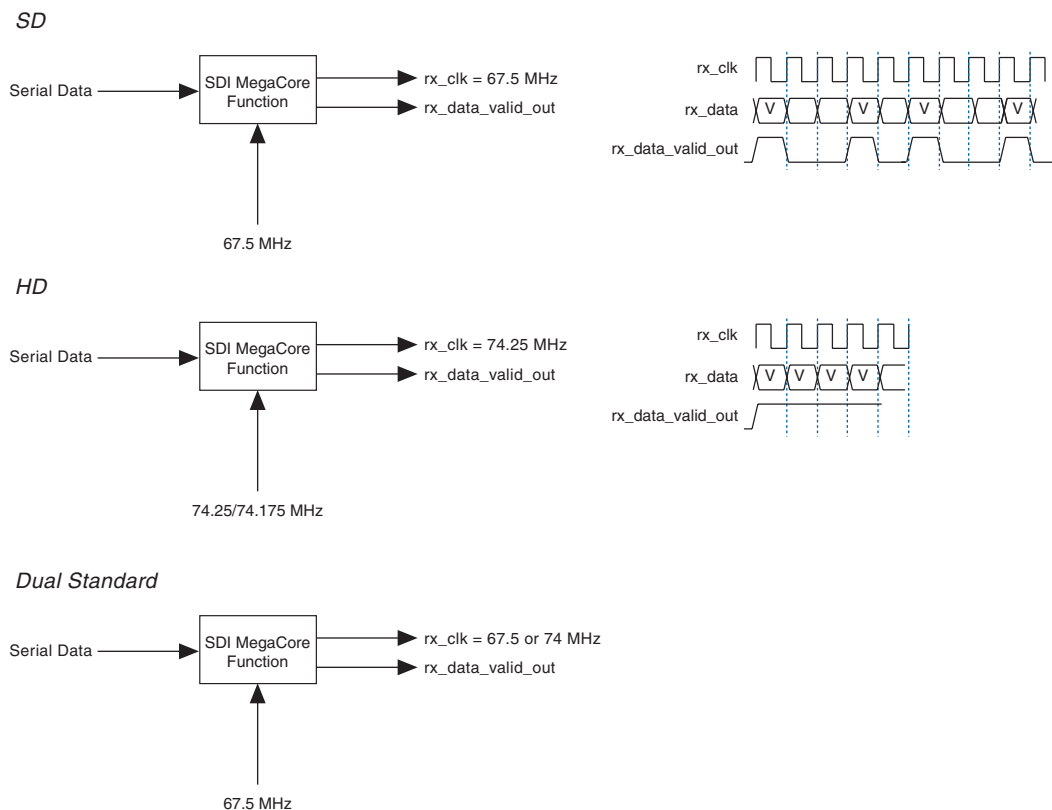 SD
Serial Data
SDI MegaCore
Function
rx_clk = 67.5 MHz
rx_data_valid_out
67.5 MHz
rx_clk
rx_data
V V V V
rx_data_valid_out
HD
Serial Data
SDI MegaCore
Function
rx_clk = 74.25 MHz
rx_data_valid_out
74.25/74.175 MHz
rx_clk
rx_data
V V V V
rx_data_valid_out
Dual Standard
Serial Data
SDI MegaCore
Function
rx_clk = 67.5 or 74 MHz
rx_data_valid_out
67.5 MHz